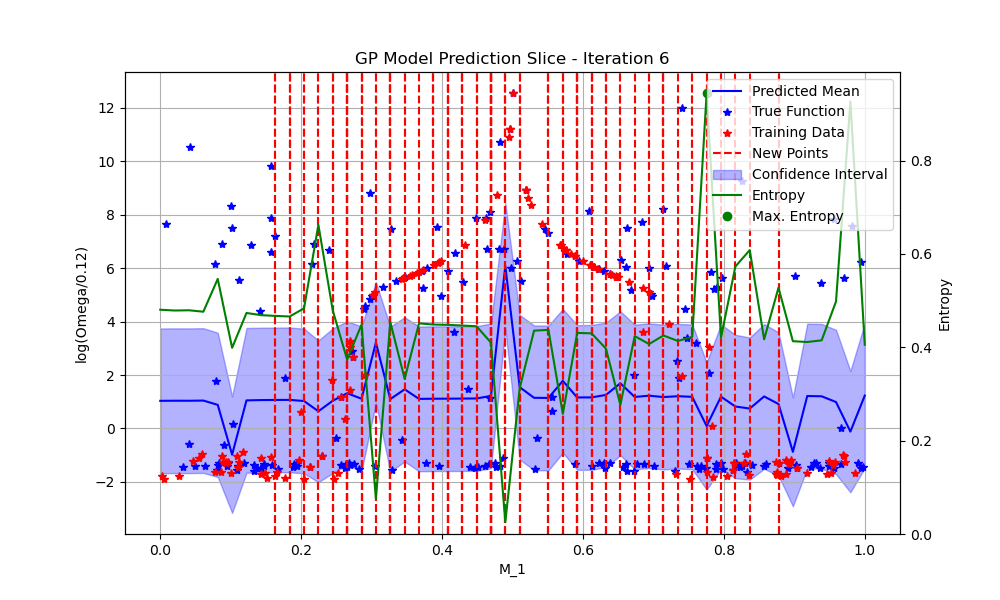 GP Model Prediction Slice - Iteration 6
log(Omega/0.12)
12
10
8
6
4
2
0
−2
0.0
0.2
0.4
0.6
0.8
1.0
M_1
0.8
0.6
0.4
0.2
0.0
Entropy
Predicted Mean
True Function
Training Data
New Points
Confidence Interval
Entropy
Max. Entropy